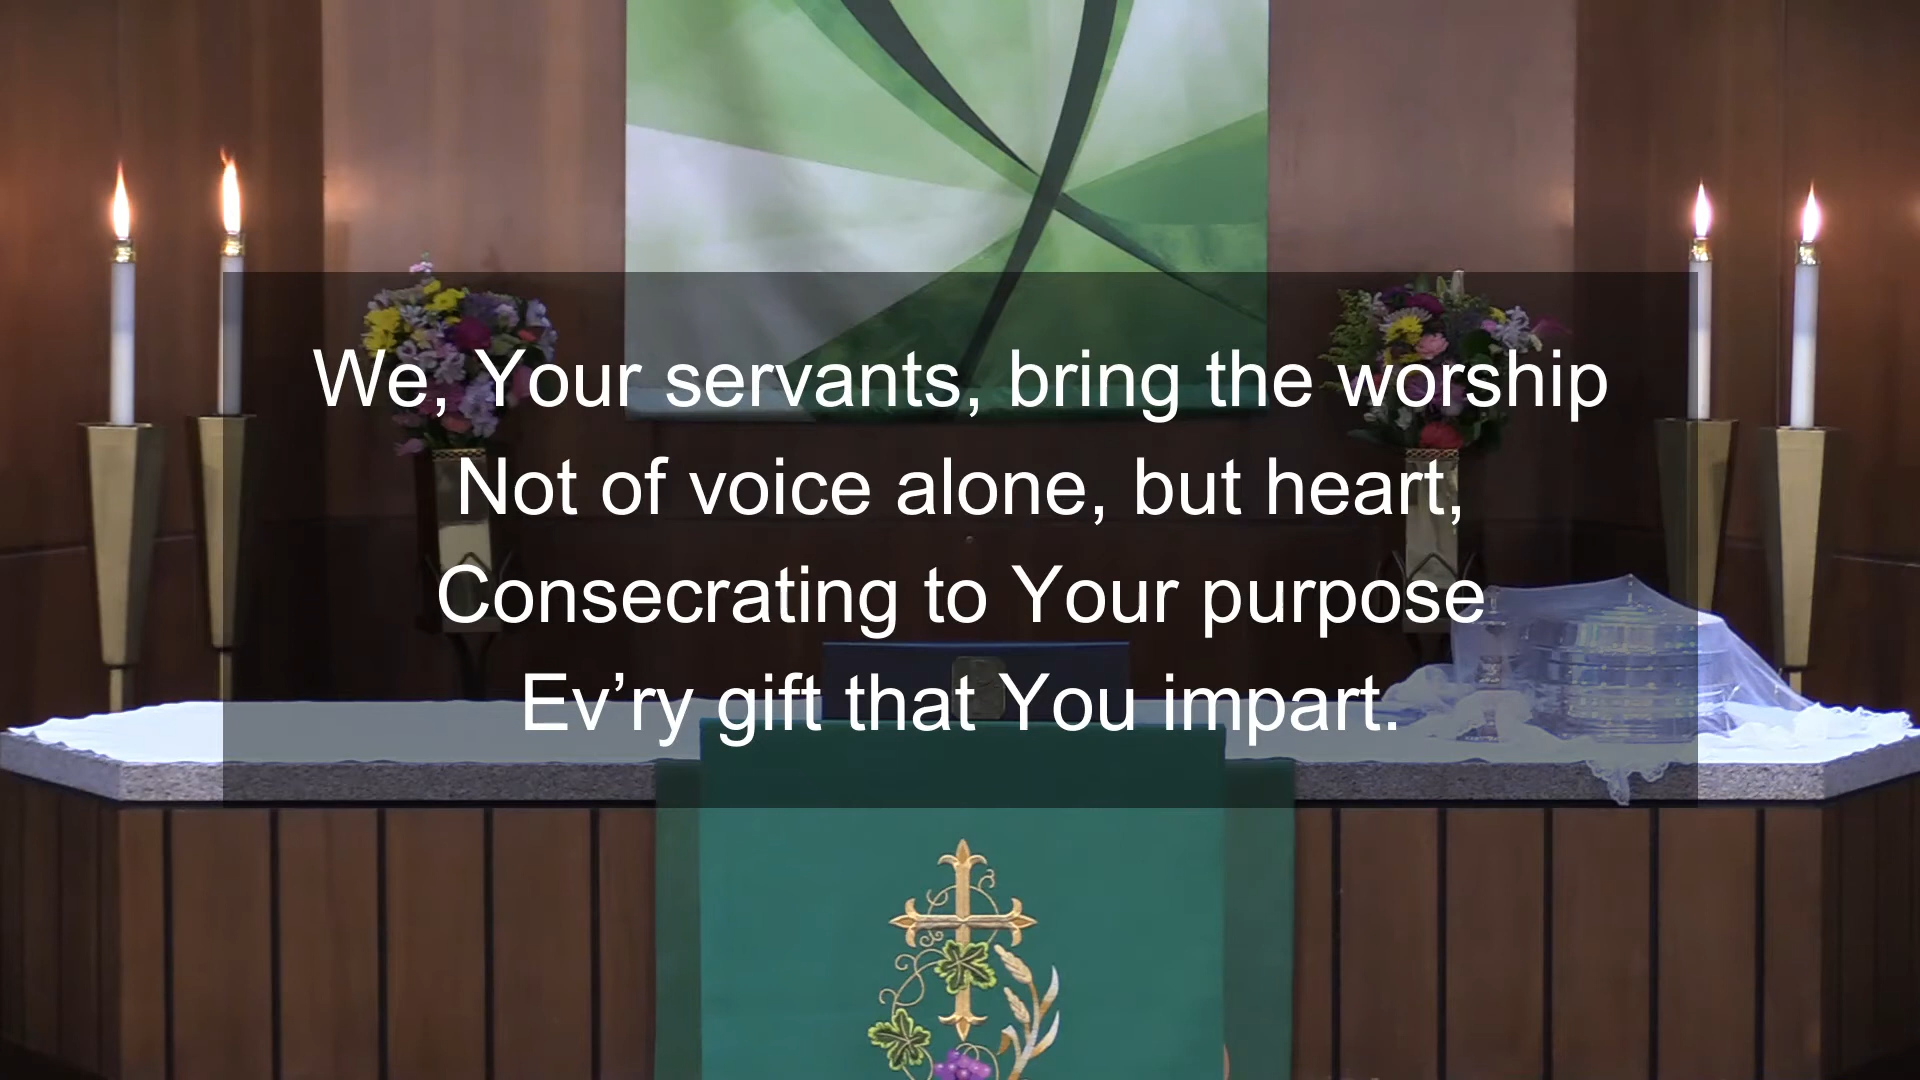 We, Your servants, bring the worship
Not of voice alone, but heart,
Consecrating to Your purpose
Ev’ry gift that You impart.